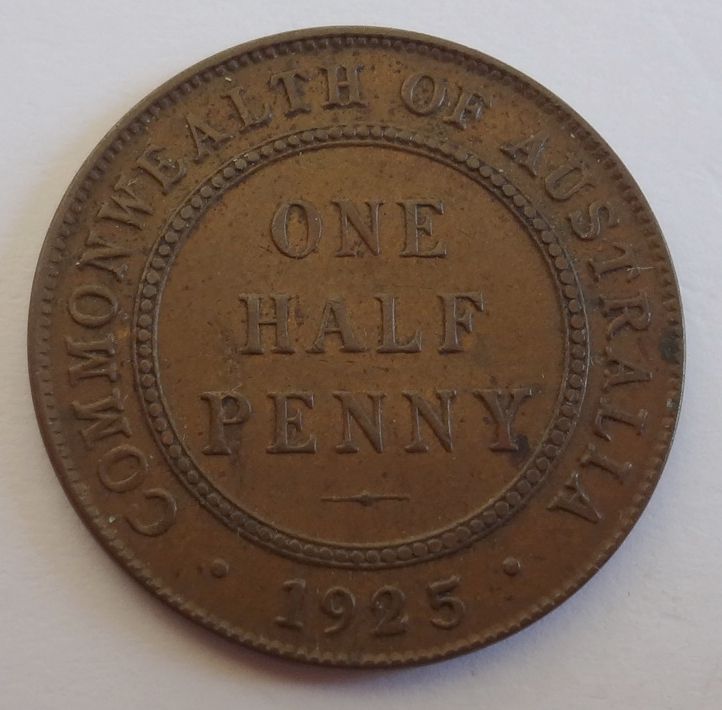 COMMONWEALTH OF AUSTRALIA
ONE
HALF
PENNY
1925